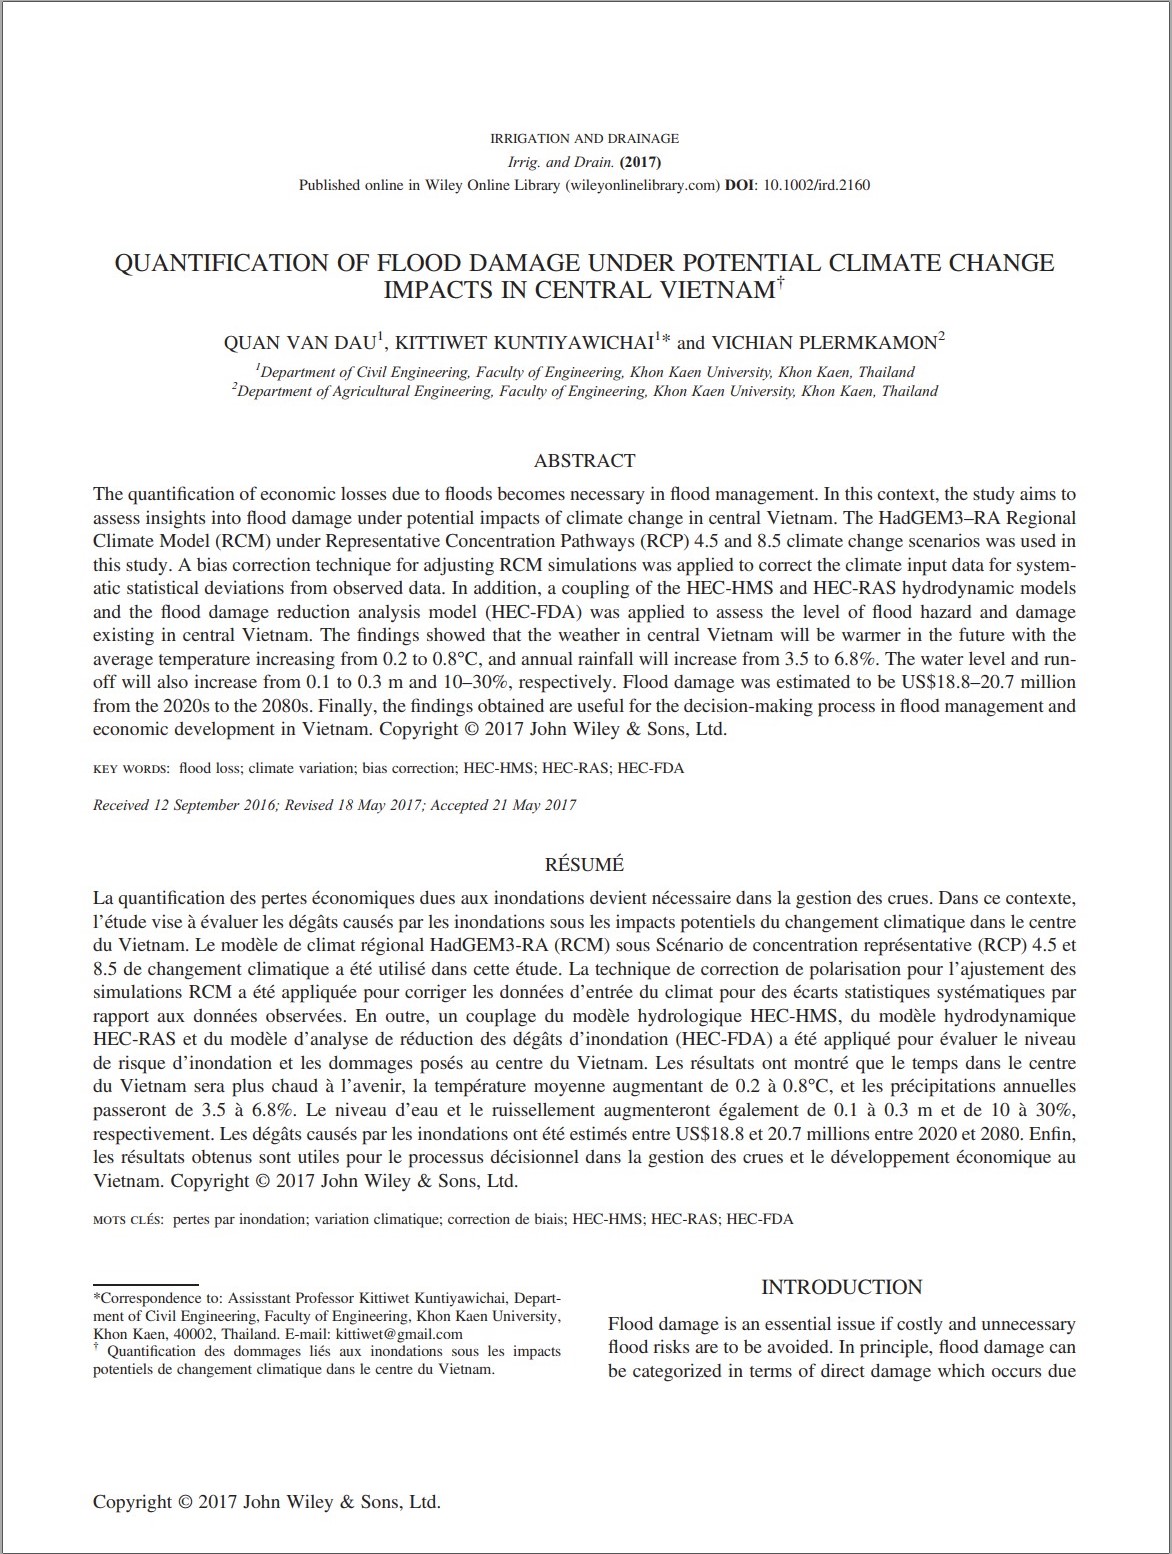 IRRIGATION AND DRAINAGE
Irrig. and Drain. (2017)
Published online in Wiley Online Library (wileyonlinelibrary.com) DOI: 10.1002/ird.2160
QUANTIFICATION OF FLOOD DAMAGE UNDER POTENTIAL CLIMATE CHANGE
IMPACTS IN CENTRAL VIETNAM†
QUAN VAN DAU1, KITTIWET KUNTIYAWICHAI1* and VICHIAN PLERMKAMON2
1Department of Civil Engineering, Faculty of Engineering, Khon Kaen University, Khon Kaen, Thailand
2Department of Agricultural Engineering, Faculty of Engineering, Khon Kaen University, Khon Kaen, Thailand
ABSTRACT
The quantification of economic losses due to floods becomes necessary in flood management. In this context, the study aims to
assess insights into flood damage under potential impacts of climate change in central Vietnam. The HadGEM3–RA Regional
Climate Model (RCM) under Representative Concentration Pathways (RCP) 4.5 and 8.5 climate change scenarios was used in
this study. A bias correction technique for adjusting RCM simulations was applied to correct the climate input data for system-
atic statistical deviations from observed data. In addition, a coupling of the HEC-HMS and HEC-RAS hydrodynamic models
and the flood damage reduction analysis model (HEC-FDA) was applied to assess the level of flood hazard and damage
existing in central Vietnam. The findings showed that the weather in central Vietnam will be warmer in the future with the
average temperature increasing from 0.2 to 0.8°C, and annual rainfall will increase from 3.5 to 6.8%. The water level and run-
off will also increase from 0.1 to 0.3 m and 10–30%, respectively. Flood damage was estimated to be US$18.8–20.7 million
from the 2020s to the 2080s. Finally, the findings obtained are useful for the decision-making process in flood management and
economic development in Vietnam. Copyright © 2017 John Wiley & Sons, Ltd.
KEY WORDS: flood loss; climate variation; bias correction; HEC-HMS; HEC-RAS; HEC-FDA
Received 12 September 2016; Revised 18 May 2017; Accepted 21 May 2017
RÉSUMÉ
La quantification des pertes économiques dues aux inondations devient nécessaire dans la gestion des crues. Dans ce contexte,
l’étude vise à évaluer les dégâts causés par les inondations sous les impacts potentiels du changement climatique dans le centre
du Vietnam. Le modèle de climat régional HadGEM3-RA (RCM) sous Scénario de concentration représentative (RCP) 4.5 et
8.5 de changement climatique a été utilisé dans cette étude. La technique de correction de polarisation pour l’ajustement des
simulations RCM a été appliquée pour corriger les données d’entrée du climat pour des écarts statistiques systématiques par
rapport aux données observées. En outre, un couplage du modèle hydrologique HEC-HMS, du modèle hydrodynamique
HEC-RAS et du modèle d’analyse de réduction des dégâts d’inondation (HEC-FDA) a été appliqué pour évaluer le niveau
de risque d’inondation et les dommages posés au centre du Vietnam. Les résultats ont montré que le temps dans le centre
du Vietnam sera plus chaud à l’avenir, la température moyenne augmentant de 0.2 à 0.8°C, et les précipitations annuelles
passeront de 3.5 à 6.8%. Le niveau d’eau et le ruissellement augmenteront également de 0.1 à 0.3 m et de 10 à 30%,
respectivement. Les dégâts causés par les inondations ont été estimés entre US$18.8 et 20.7 millions entre 2020 et 2080. Enfin,
les résultats obtenus sont utiles pour le processus décisionnel dans la gestion des crues et le développement économique au
Vietnam. Copyright © 2017 John Wiley & Sons, Ltd.
MOTS CLÉS: pertes par inondation; variation climatique; correction de biais; HEC-HMS; HEC-RAS; HEC-FDA
*Correspondence to: Assisstant Professor Kittiwet Kuntiyawichai, Depart-
ment of Civil Engineering, Faculty of Engineering, Khon Kaen University,
Khon Kaen, 40002, Thailand. E-mail: kittiwet@gmail.com
† Quantification des dommages liés aux inondations sous les impacts
potentiels de changement climatique dans le centre du Vietnam.
INTRODUCTION
Flood damage is an essential issue if costly and unnecessary
flood risks are to be avoided. In principle, flood damage can
be categorized in terms of direct damage which occurs due
Copyright © 2017 John Wiley & Sons, Ltd.